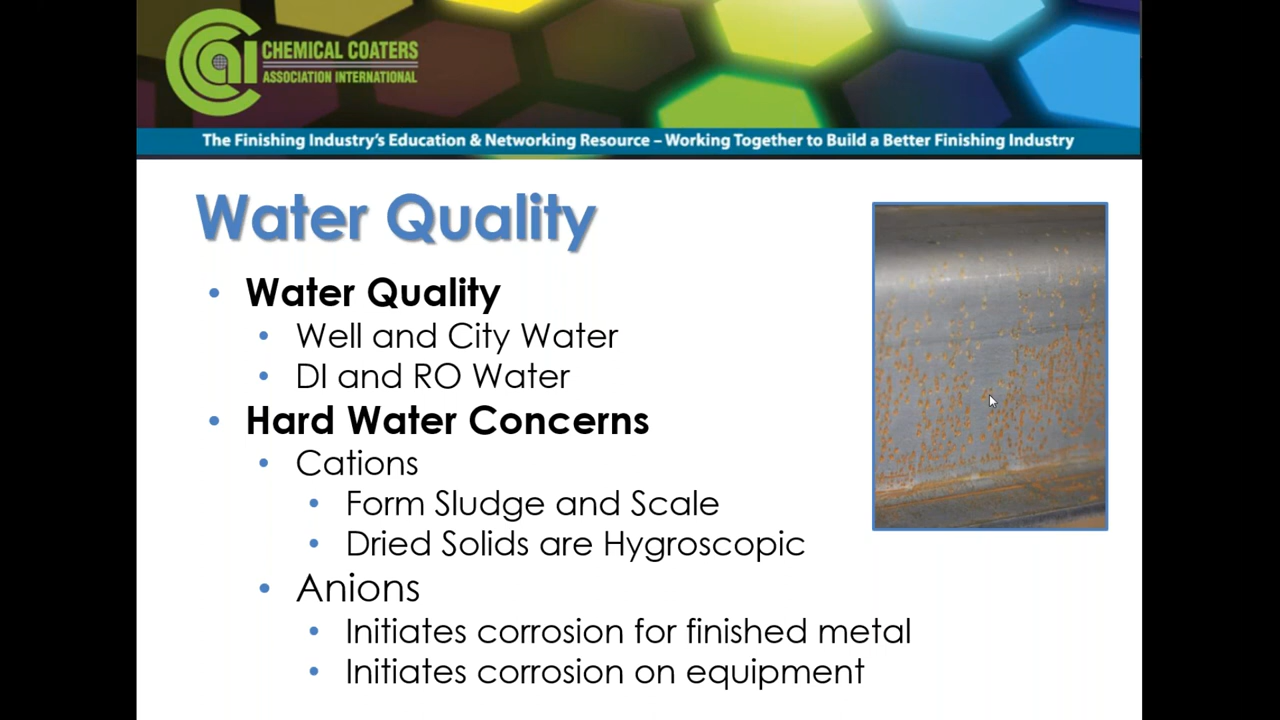 CCAI CHEMICAL COATERS
ASSOCIATION INTERNATIONAL
The Finishing Industry's Education & Networking Resource – Working Together to Build a Better Finishing Industry
Water Quality
• Water Quality
• Well and City Water
• DI and RO Water
• Hard Water Concerns
• Cations
• Form Sludge and Scale
• Dried Solids are Hygroscopic
• Anions
• Initiates corrosion for finished metal
• Initiates corrosion on equipment